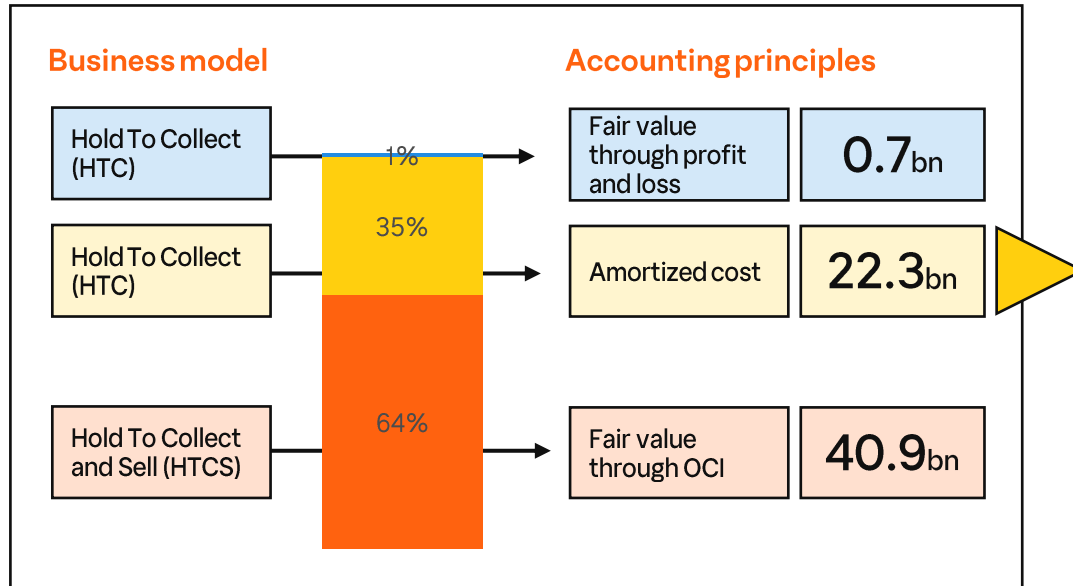 Business model
Accounting principles
Hold To Collect
(HTC)
1%
Fair value
through profit
and loss
0.7bn
Hold To Collect
(HTC)
35%
Amortized cost
22.3bn
Hold To Collect
and Sell (HTCS)
64%
Fair value
through OCI
40.9bn